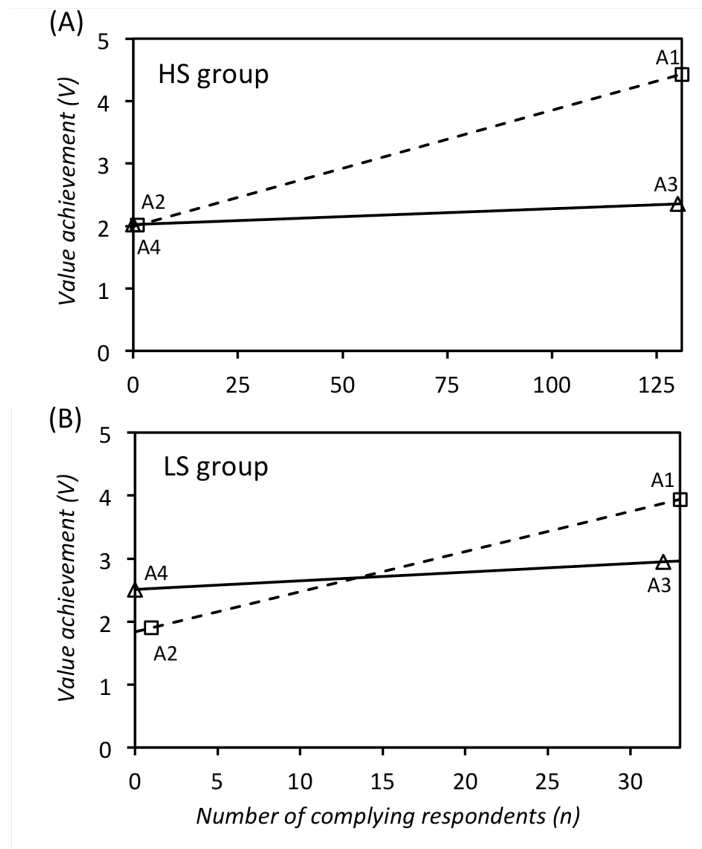 (A)
HS group
Value achievement (V)
5
4
3
2
1
0
A1
A2
A3
A4
0 25 50 75 100 125
(B)
LS group
Value achievement (V)
5
4
3
2
1
0
A1
A4
A3
A2
0 5 10 15 20 25 30
Number of complying respondents (n)